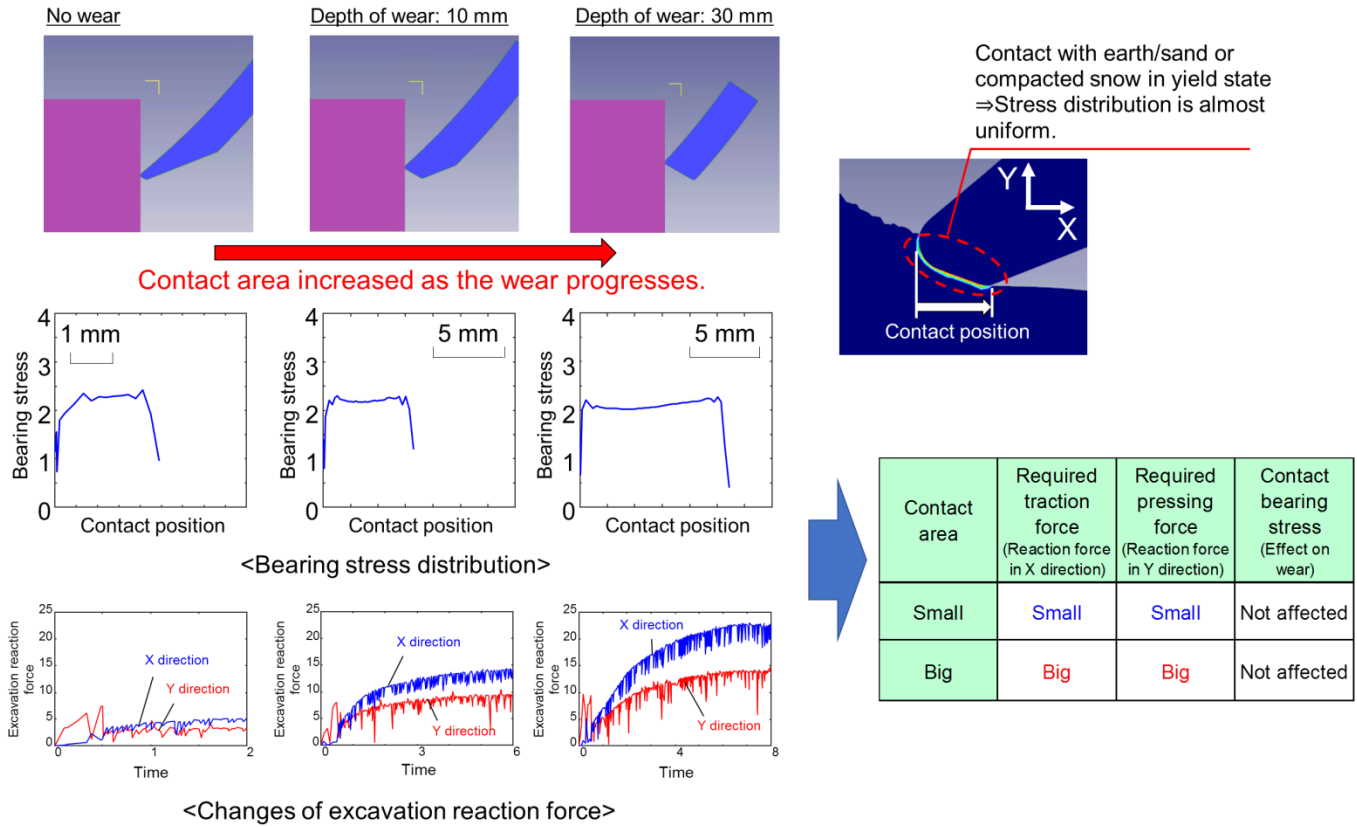 No wear
Depth of wear: 10 mm
Depth of wear: 30 mm
Contact area increased as the wear progresses.
Contact with earth/sand or
compacted snow in yield state
⇒Stress distribution is almost
uniform.
Y
X
Contact position
4
3
2
1
0
Bearing stress
1 mm
Contact position
4
3
2
1
0
Bearing stress
5 mm
Contact position
4
3
2
1
0
Bearing stress
5 mm
Contact position
<Bearing stress distribution>
25
20
15
10
5
0
Excavation reaction
force
X direction
Y direction
0
1
2
Time
25
20
15
10
5
0
Excavation reaction
force
X direction
Y direction
0
3
6
Time
25
20
15
10
5
0
Excavation reaction
force
X direction
Y direction
0
4
8
Time
<Changes of excavation reaction force>
Contact
area
Required
traction
force
(Reaction force
in X direction)
Required
pressing
force
(Reaction force
in Y direction)
Contact
bearing
stress
(Effect on
wear)
Small
Small
Small
Not affected
Big
Big
Big
Not affected